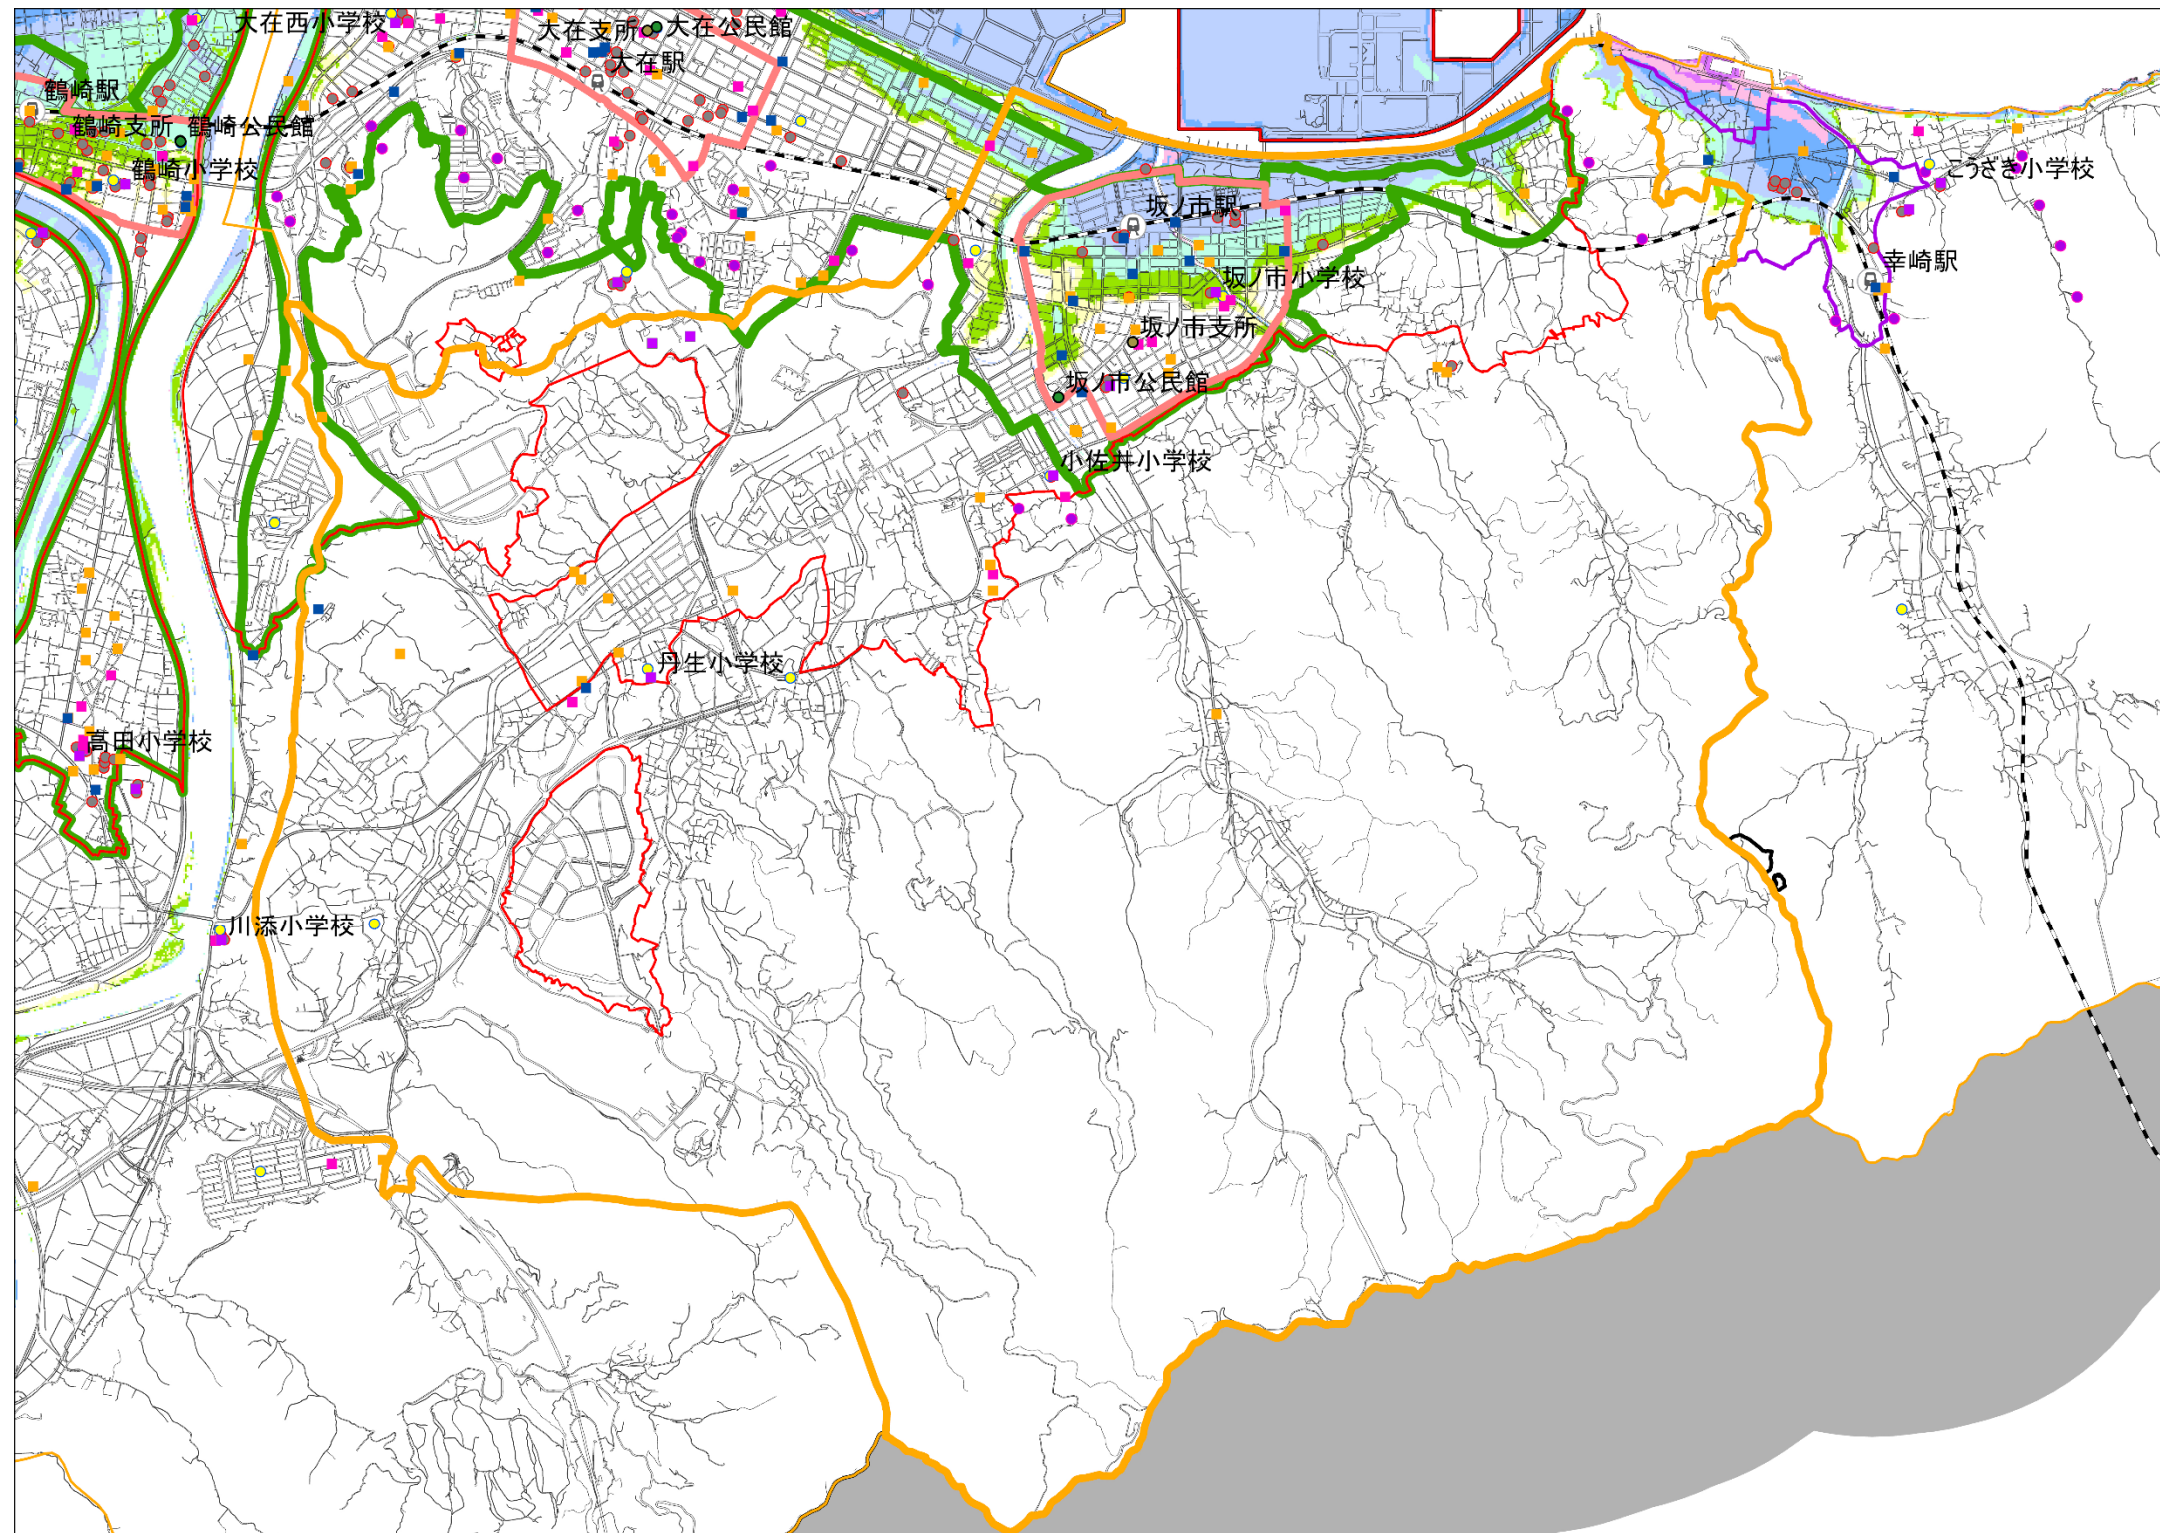 大在西小学校
大在支所
大在公民館
大在駅
鶴崎駅
鶴崎支所
鶴崎公民館
鶴崎小学校
こうざき小学校
坂ノ市駅
幸崎駅
坂ノ市小学校
坂ノ市支所
坂ノ市公民館
小佐井小学校
丹生小学校
高田小学校
川添小学校